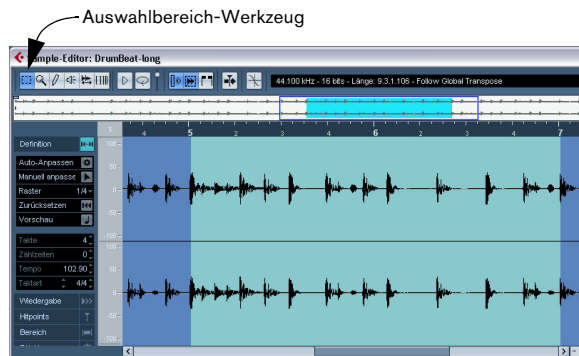 Auswahlbereich-Werkzeug
Sample-Editor: DrumBeat-long
44.100 kHz - 16 bits - Länge: 9.3.1.106 - Follow Global Transpose
% 4 5 2 3 4 6 2 3 4 7
Definition
100
Auto-Anpassen
Manuell anpasse
50
Raster 1/4
0
Zurücksetzen
Vorschau
-50
-100
Takte 4
100
Zählzeiten 0
Tempo 102.90
50
Taktart 4/4
Wiedergabe
0
Hitpoints
-50
Bereich
-100